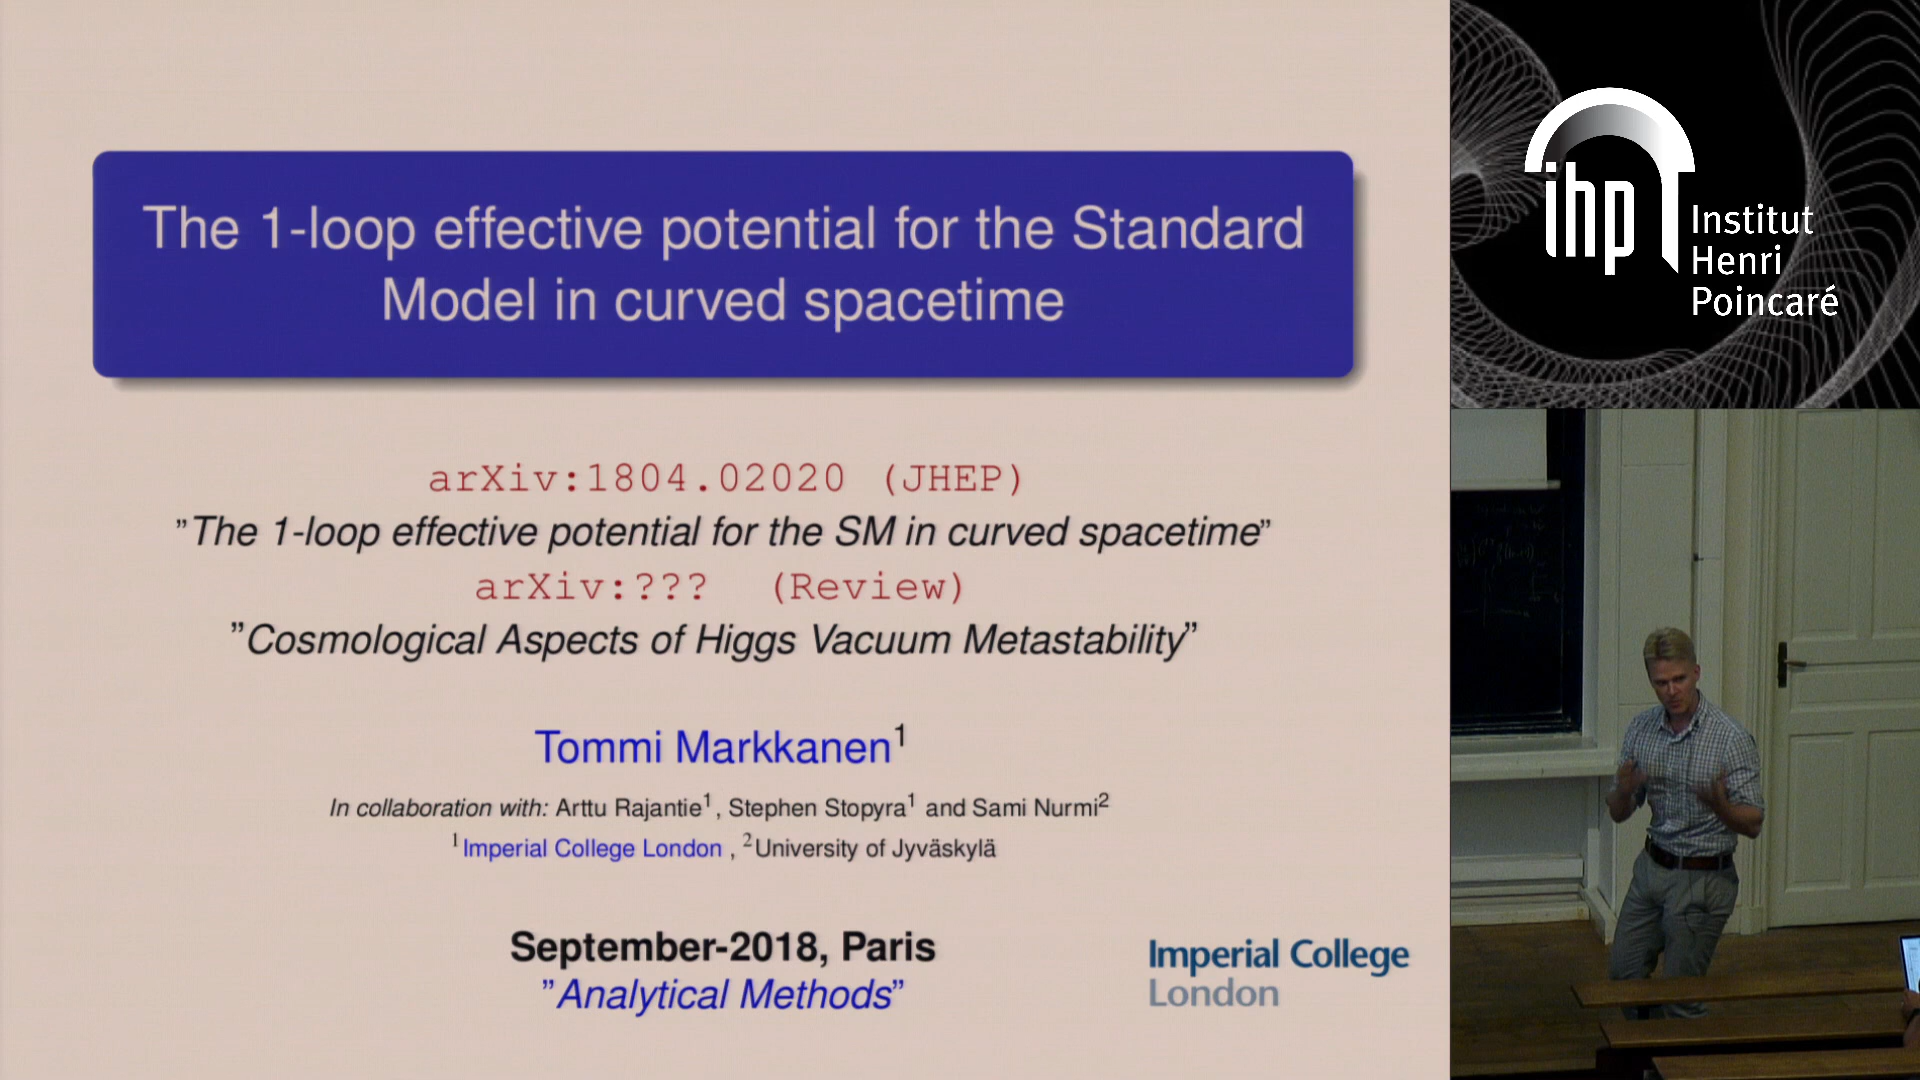 The 1-loop effective potential for the Standard
Model in curved spacetime
arXiv:1804.02020 (JHEP)
”The 1-loop effective potential for the SM in curved spacetime”
arXiv:??? (Review)
”Cosmological Aspects of Higgs Vacuum Metastability”
Tommi Markkanen¹
In collaboration with: Arttu Rajantie¹, Stephen Stopyra¹ and Sami Nurmi²
¹Imperial College London , ²University of Jyväskylä
September-2018, Paris
”Analytical Methods”
Imperial College
London
ihp
Institut
Henri
Poincaré